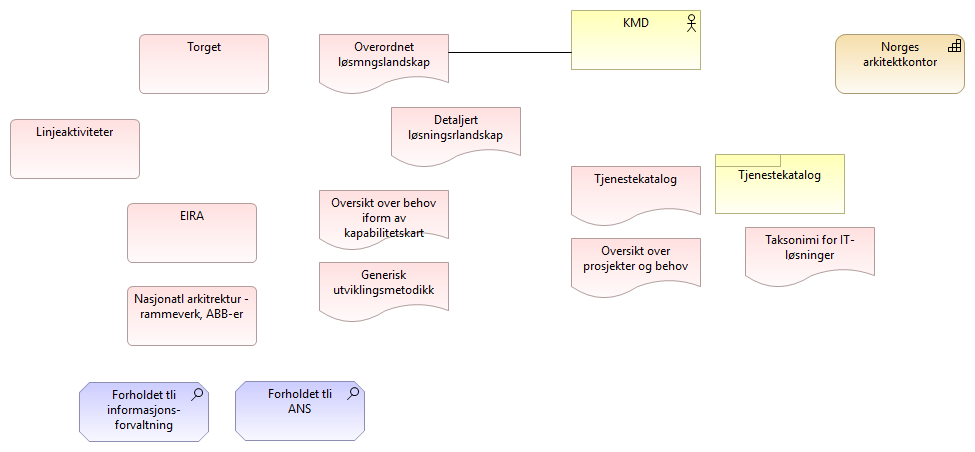 Torget
Overordnet
løsmngslandskap
KMD
Norges
arkitektkontor
Linjeaktiviteter
Detaljert
løsningsrlandskap
Tjenestekatalog
Tjenestekatalog
EIRA
Oversikt over behov
iform av
kapabilitetskart
Oversikt over
prosjekter og behov
Taksonimi for IT-
løsninger
Nasjonatl arkitrektur -
rammeverk, ABB-er
Generisk
utviklingsmetodikk
Forholdet tli
informasjons-
forvaltning
Forholdet tli
ANS